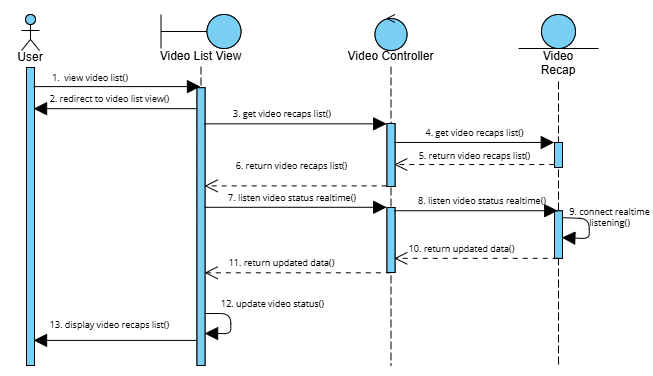 User
Video List View
Video Controller
Video
Recap
1. view video list()
2. redirect to video list view()
3. get video recaps list()
4. get video recaps list()
5. return video recaps list()
6. return video recaps list()
7. listen video status realtime()
8. listen video status realtime()
9. connect realtime
listening()
10. return updated data()
11. return updated data()
12. update video status()
13. display video recaps list()